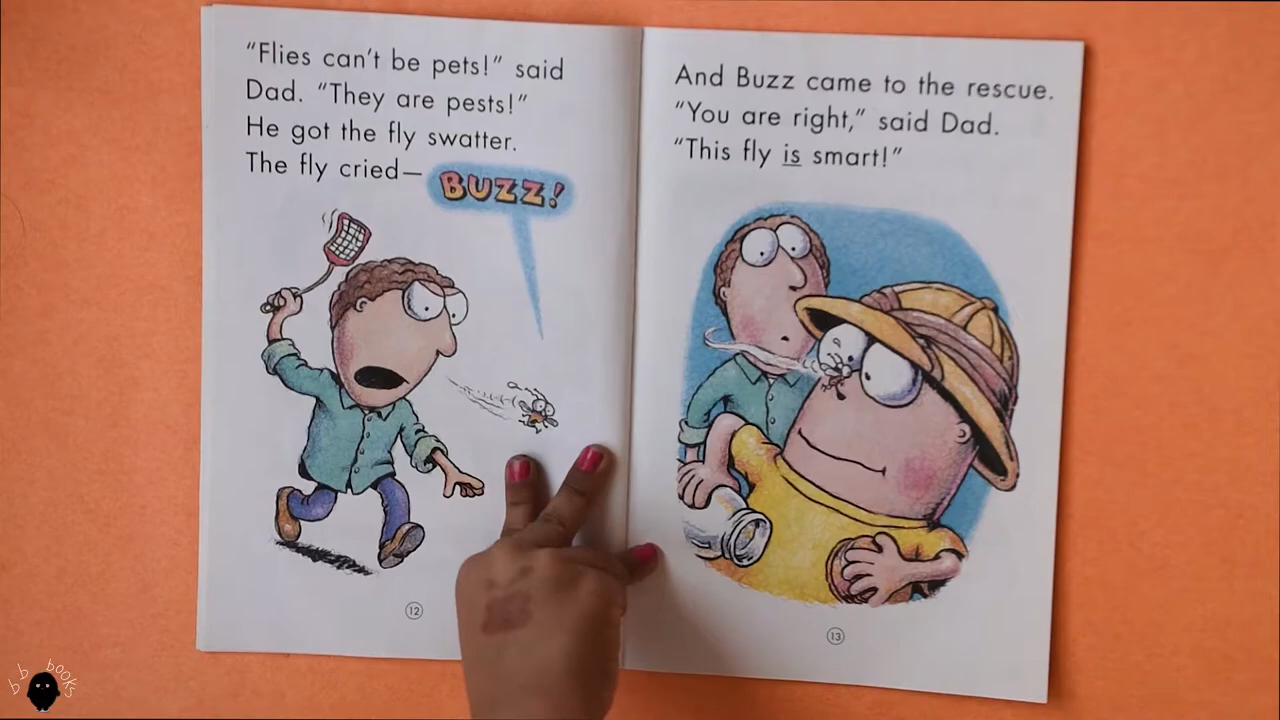 “Flies can’t be pets!” said
Dad. “They are pests!”
He got the fly swatter.
The fly cried—
BUZZ!
12
And Buzz came to the rescue.
“You are right,” said Dad.
“This fly is smart!”
13
b b books